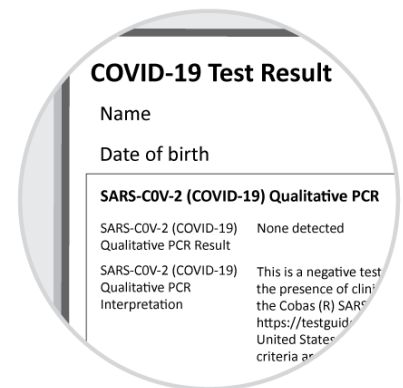 COVID-19 Test Result
Name
Date of birth
SARS-C0V-2 (COVID-19) Qualitative PCR
SARS-C0V-2 (COVID-19) None detected
Qualitative PCR Result
SARS-C0V-2 (COVID-19) This is a negative test
Qualitative PCR the presence of
Interpretation the Cobas (R)
United States
criteria